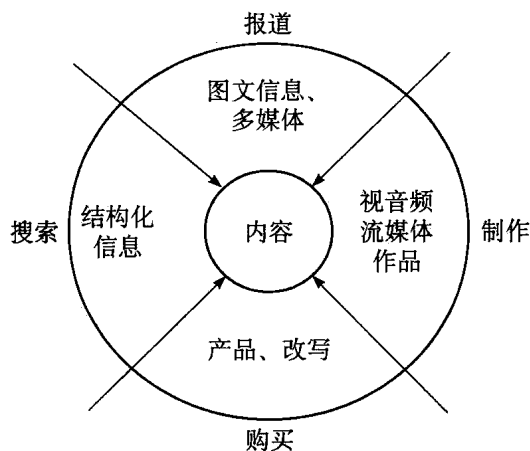 报道
图文信息、
多媒体
搜索
结构化
信息
内容
视音频
流媒体
作品
制作
产品、改写
购买